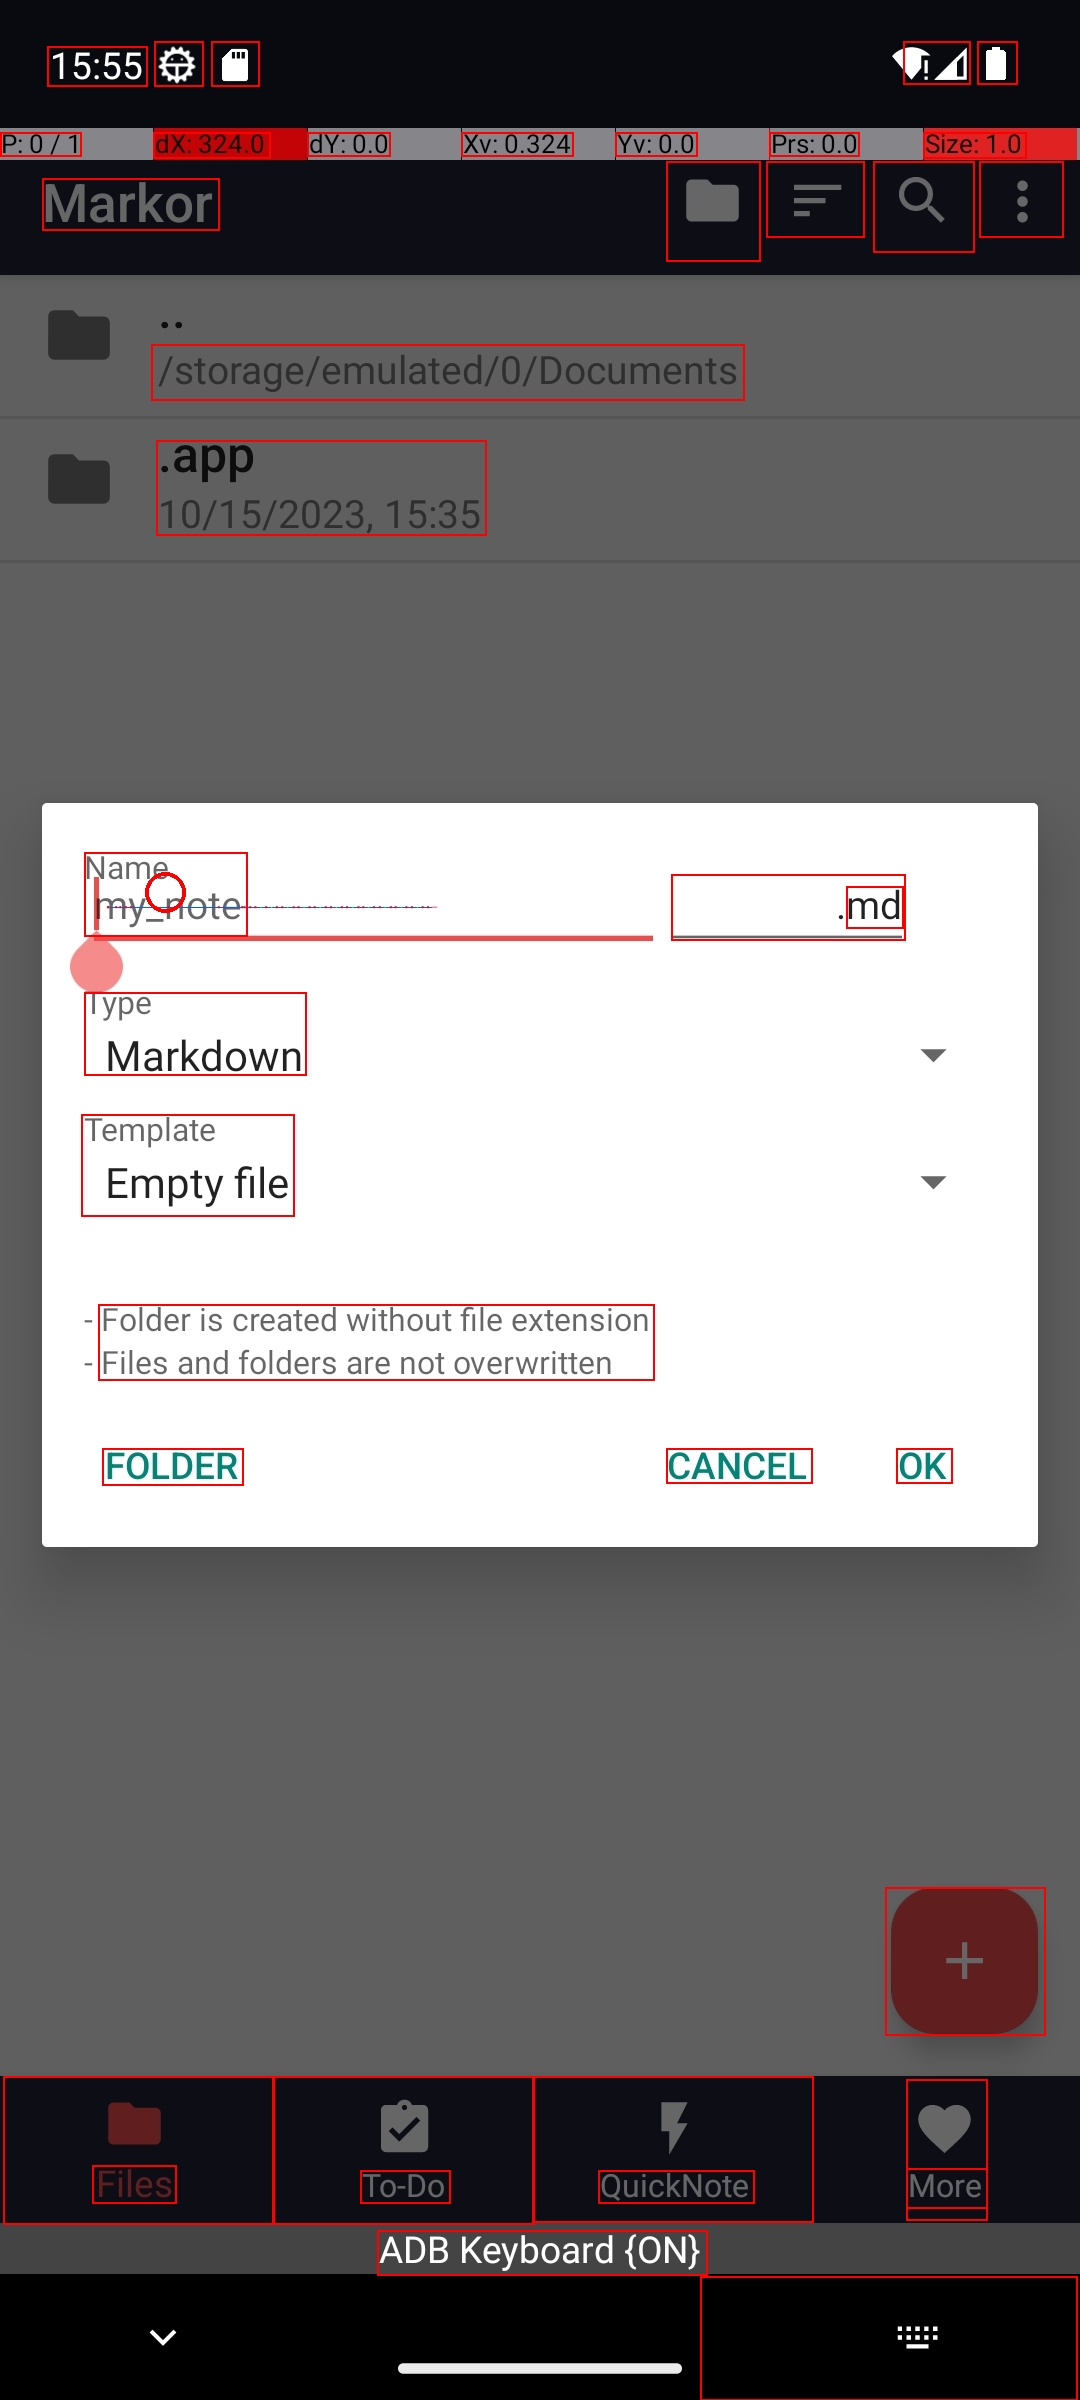 15:55
P: 0 / 1 dX: 324.0 dY: 0.0 Xv: 0.324 Yv: 0.0 Prs: 0.0 Size: 1.0
Markor
..
/storage/emulated/0/Documents
.app
10/15/2023, 15:35
Name
my_note .md
Type
Markdown
Template
Empty file
- Folder is created without file extension
- Files and folders are not overwritten
FOLDER CANCEL OK
Files To-Do QuickNote More
ADB Keyboard {ON}